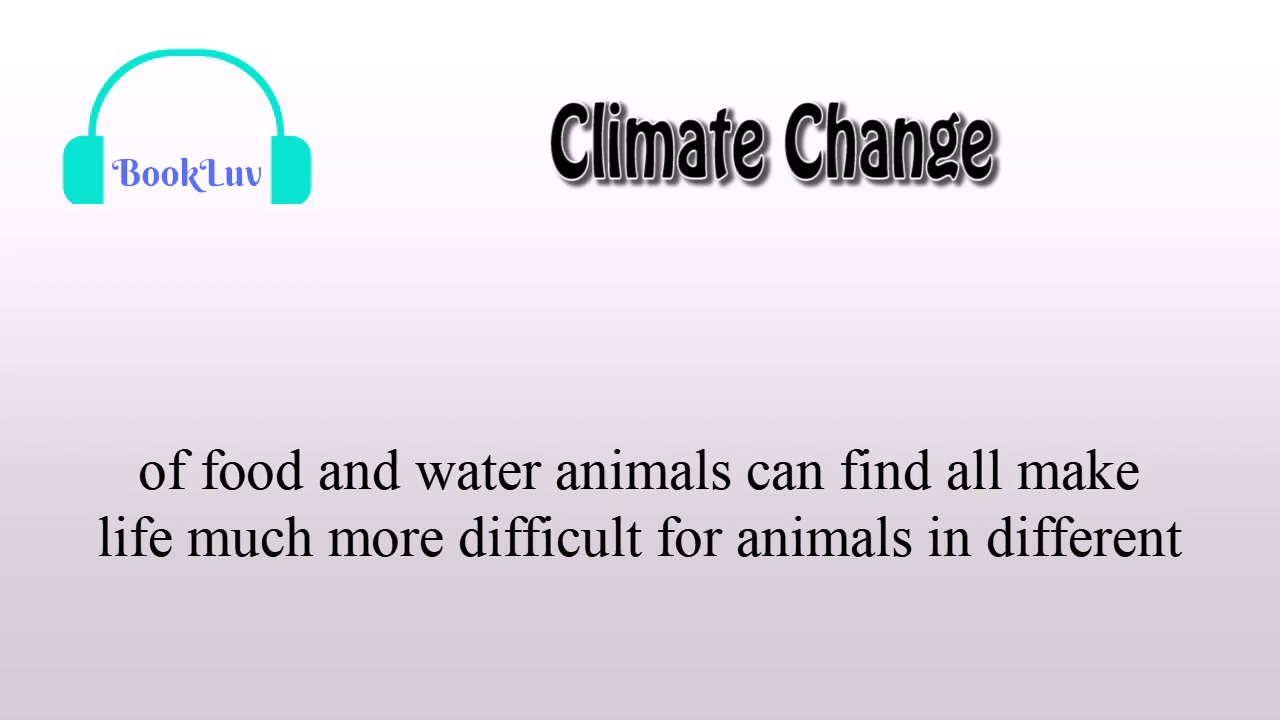 BookLuv
Climate Change
of food and water animals can find all make
life much more difficult for animals in different